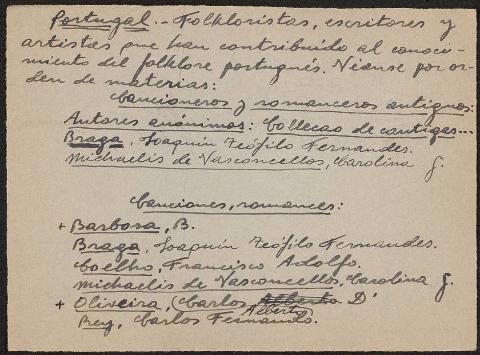 Portugal.- Folkloristas, escritores y
artistas que han contribuido al conoci-
miento del folklore portugués. Véanse por or-
den de materias:
Cancioneros y romanceros antiguos:
Autores anónimos: Collecao de cantigas...
Braga, Joaquín Teófilo Fernandes.
Michaelis de Vasconcellos, Carolina G.
Canciones, romances:
+ Barbosa, B.
Braga, Joaquín Teófilo Fernandes.
Coelho, Francisco Adolfo.
Michaelis de Vasconcellos, Carolina G.
+ Oliveira, (Carlos Alberto D'
Alberto
Rey, Carlos Fernando.